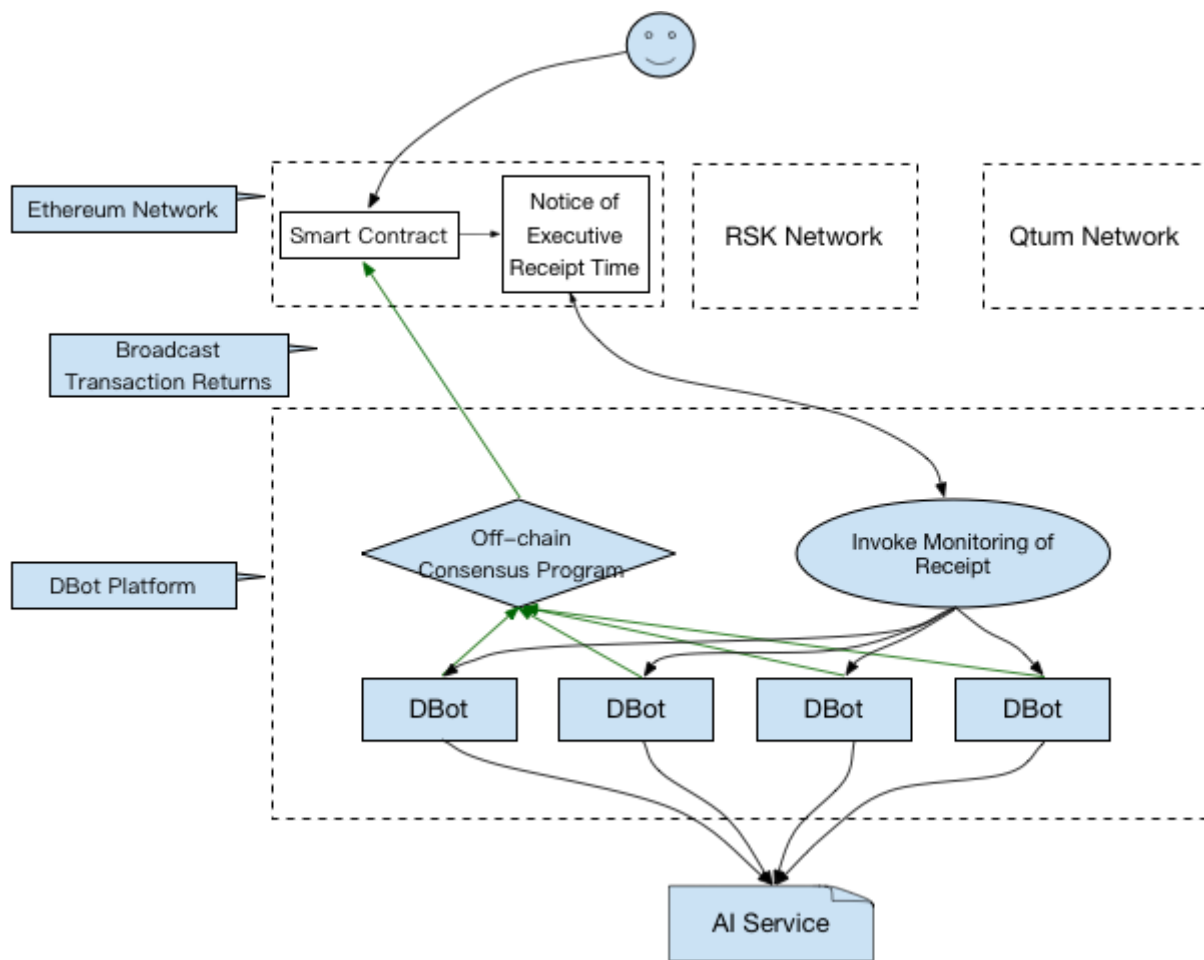 Ethereum Network
Smart Contract
Notice of
Executive
Receipt Time
RSK Network
Qtum Network
Broadcast
Transaction Returns
DBot Platform
Off-chain
Consensus Program
Invoke Monitoring of
Receipt
DBot
DBot
DBot
DBot
AI Service